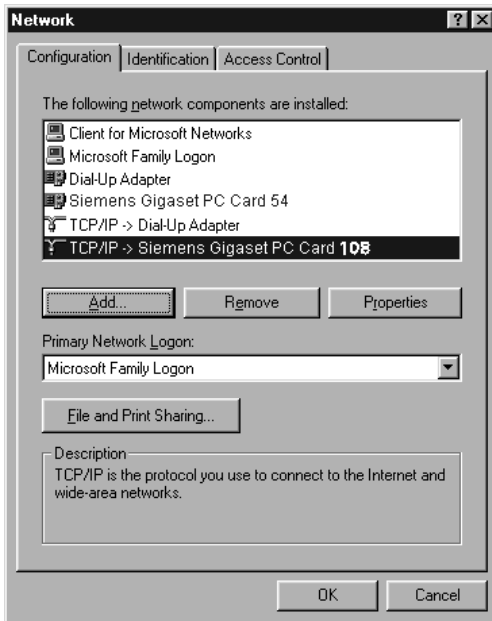 Network
Configuration Identification Access Control
The following network components are installed:
Client for Microsoft Networks
Microsoft Family Logon
Dial-Up Adapter
Siemens Gigaset PC Card 54
TCP/IP -> Dial-Up Adapter
TCP/IP -> Siemens Gigaset PC Card 108
Add... Remove Properties
Primary Network Logon:
Microsoft Family Logon
File and Print Sharing...
Description
TCP/IP is the protocol you use to connect to the Internet and
wide-area networks.
OK Cancel